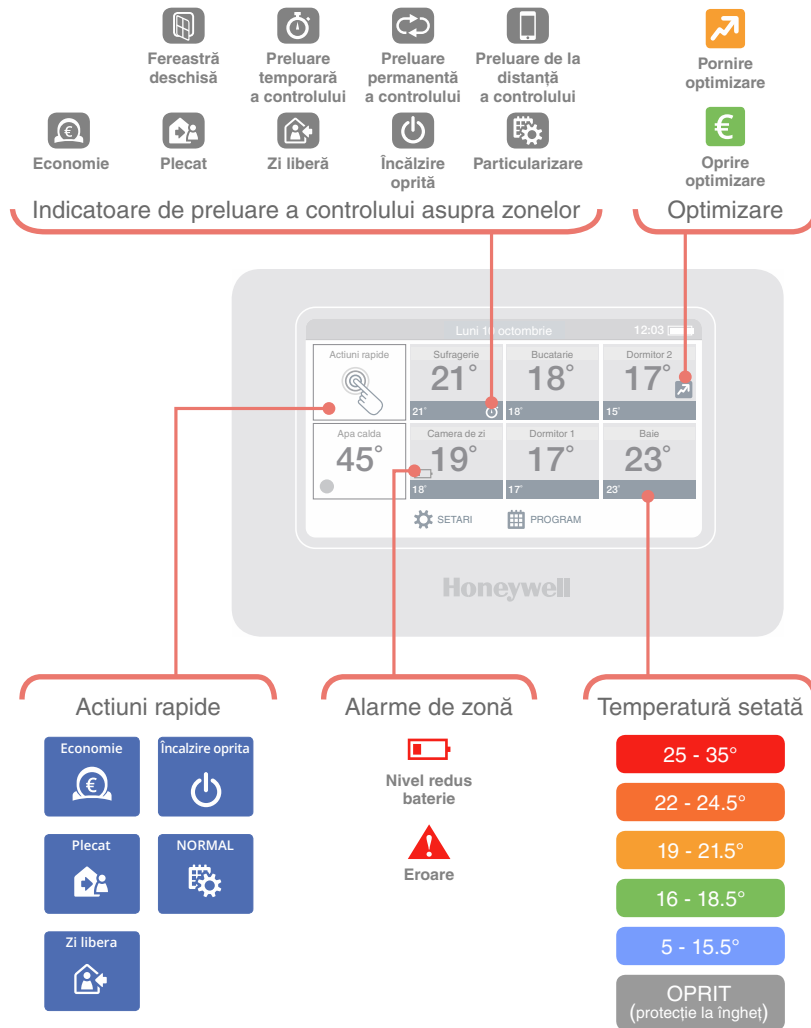 Fereastră
deschisă
Preluare
temporară
a controlului
Preluare
permanentă
a controlului
Preluare de la
distanță
a controlului
Pornire
optimizare
Economie
Plecat
Zi liberă
Încălzire
oprită
Particularizare
Oprire
optimizare
Indicatoare de preluare a controlului asupra zonelor
Optimizare
Luni 10 octombrie 12:03
Actiuni rapide
Sufragerie
21°
21°
Bucatarie
18°
18°
Dormitor 2
17°
15°
Apa calda
45°
Camera de zi
19°
18°
Dormitor 1
17°
17°
Baie
23°
23°
SETARI
PROGRAM
Honeywell
Actiuni rapide
Economie
€
Încalzire oprita
Plecat
NORMAL
Zi libera
Alarme de zonă
Nivel redus
baterie
Eroare
Temperatură setată
25 - 35°
22 - 24.5°
19 - 21.5°
16 - 18.5°
5 - 15.5°
OPRIT
(protecție la îngheț)